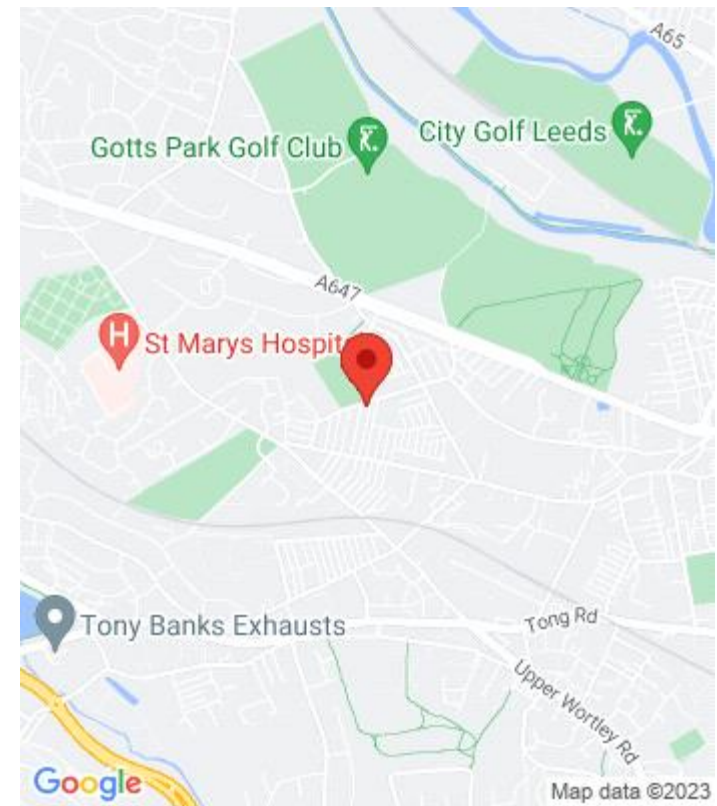 A65
City Golf Leeds
Gotts Park Golf Club
A647
H
St Marys Hospit
Tony Banks Exhausts
Tong Rd
Upper Wortley Rd
Google
Map data ©2023